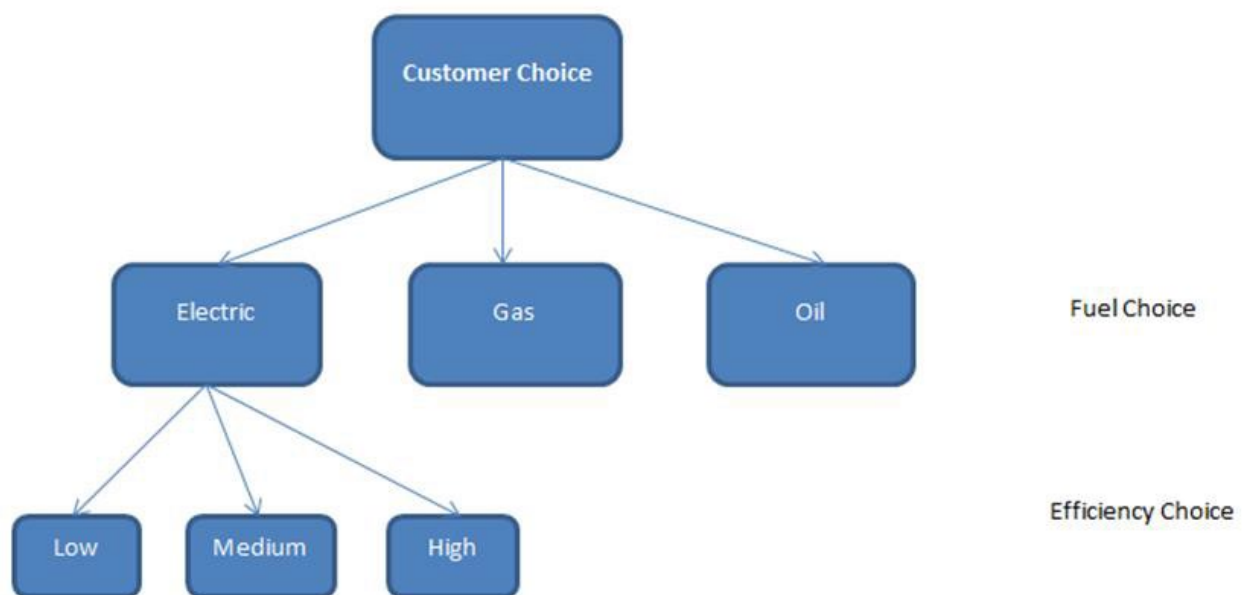 Customer Choice
Electric
Gas
Oil
Fuel Choice
Low
Medium
High
Efficiency Choice